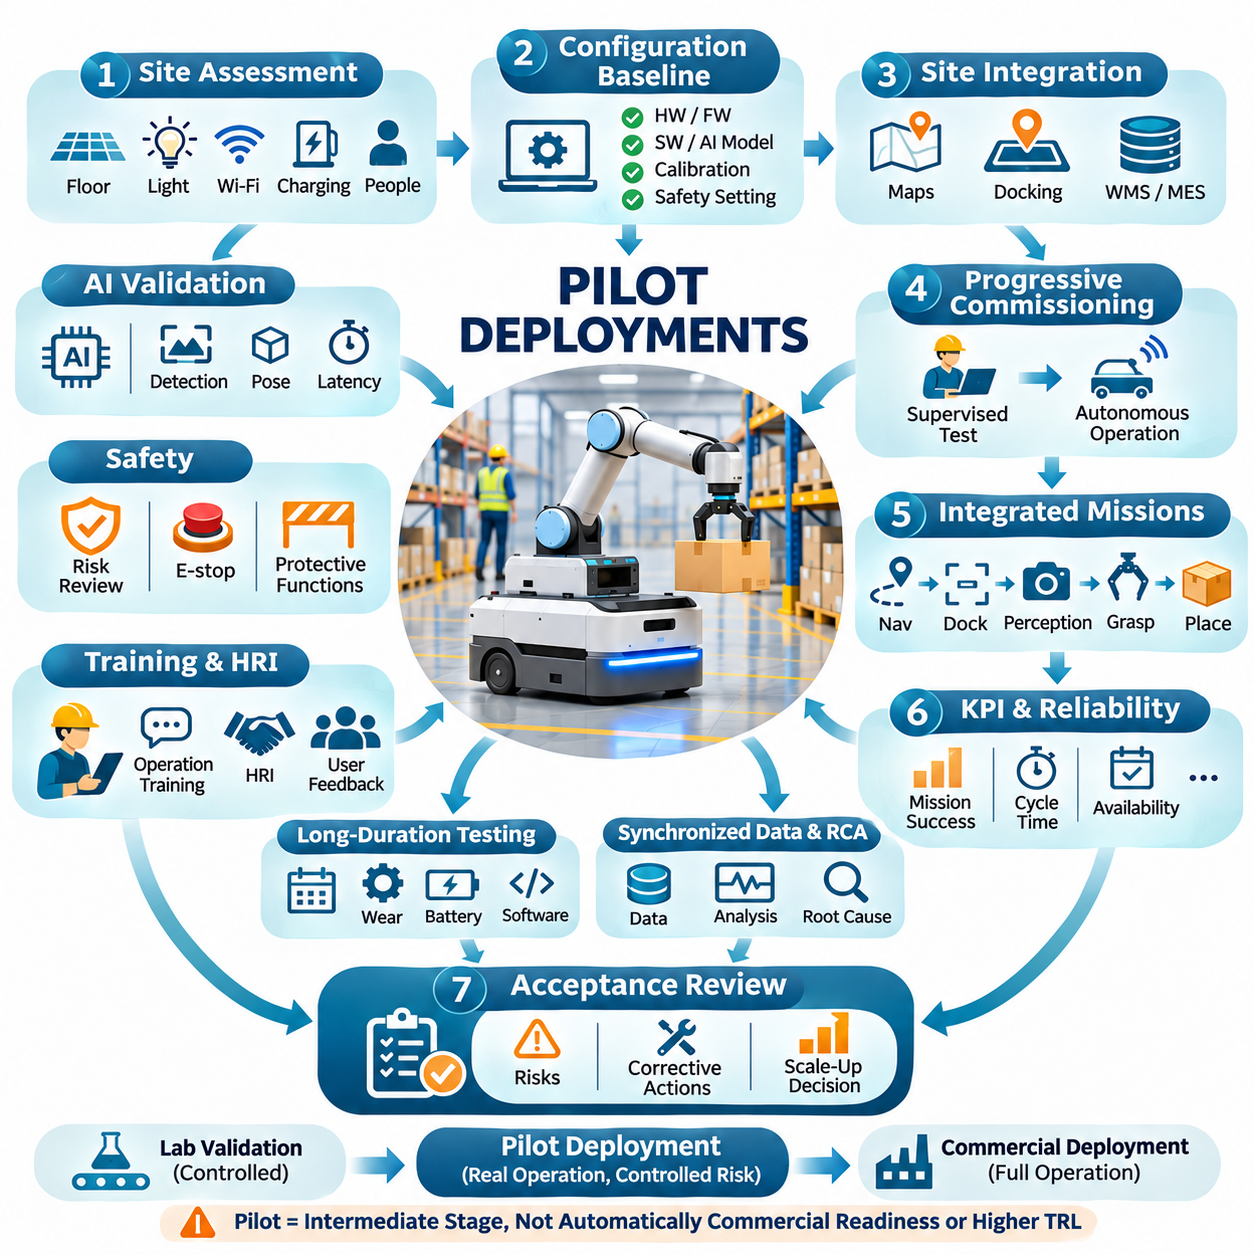 1 Site Assessment
Floor
Light
Wi-Fi
Charging
People
2 Configuration
Baseline
HW / FW
SW / AI Model
Calibration
Safety Setting
3 Site Integration
Maps
Docking
WMS / MES
PILOT
DEPLOYMENTS
AI Validation
AI
Detection
Pose
Latency
4 Progressive
Commissioning
Supervised
Test
Autonomous
Operation
Safety
Risk
Review
E-stop
Protective
Functions
5 Integrated Missions
Nav
Dock
Perception
Grasp
Place
Training & HRI
Operation
Training
HRI
User
Feedback
6 KPI & Reliability
Mission
Success
Cycle
Time
Availability
...
Long-Duration Testing
Wear
Battery
Software
Synchronized Data & RCA
Data
Analysis
Root Cause
7 Acceptance Review
Risks
Corrective
Actions
Scale-Up
Decision
Lab Validation
(Controlled)
Pilot Deployment
(Real Operation, Controlled Risk)
Commercial Deployment
(Full Operation)
Pilot = Intermediate Stage, Not Automatically Commercial Readiness or Higher TRL